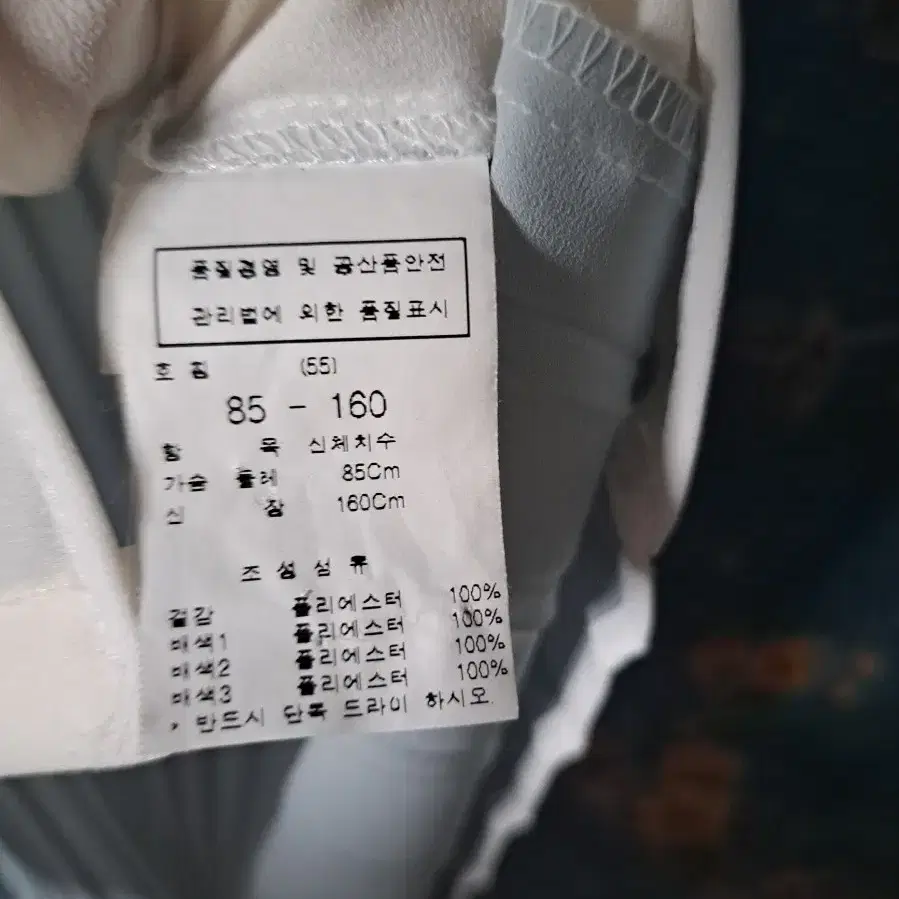 품질경영 및 공산품안전
관리법에 의한 품질표시
호 칭 (55)
85 - 160
항 목 신체치수
가슴 둘레 85Cm
신 장 160Cm
조 성 섬 유
겉감 폴리에스터 100%
배색1 폴리에스터 100%
배색2 폴리에스터 100%
배색3 폴리에스터 100%
* 반드시 단독 드라이 하시오.